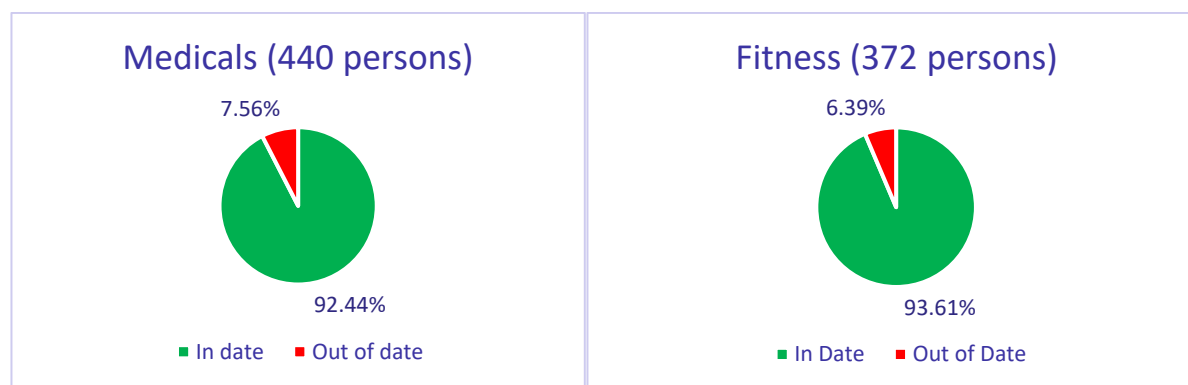 Medicals (440 persons)
7.56%
92.44%
In date
Out of date
Fitness (372 persons)
6.39%
93.61%
In Date
Out of Date